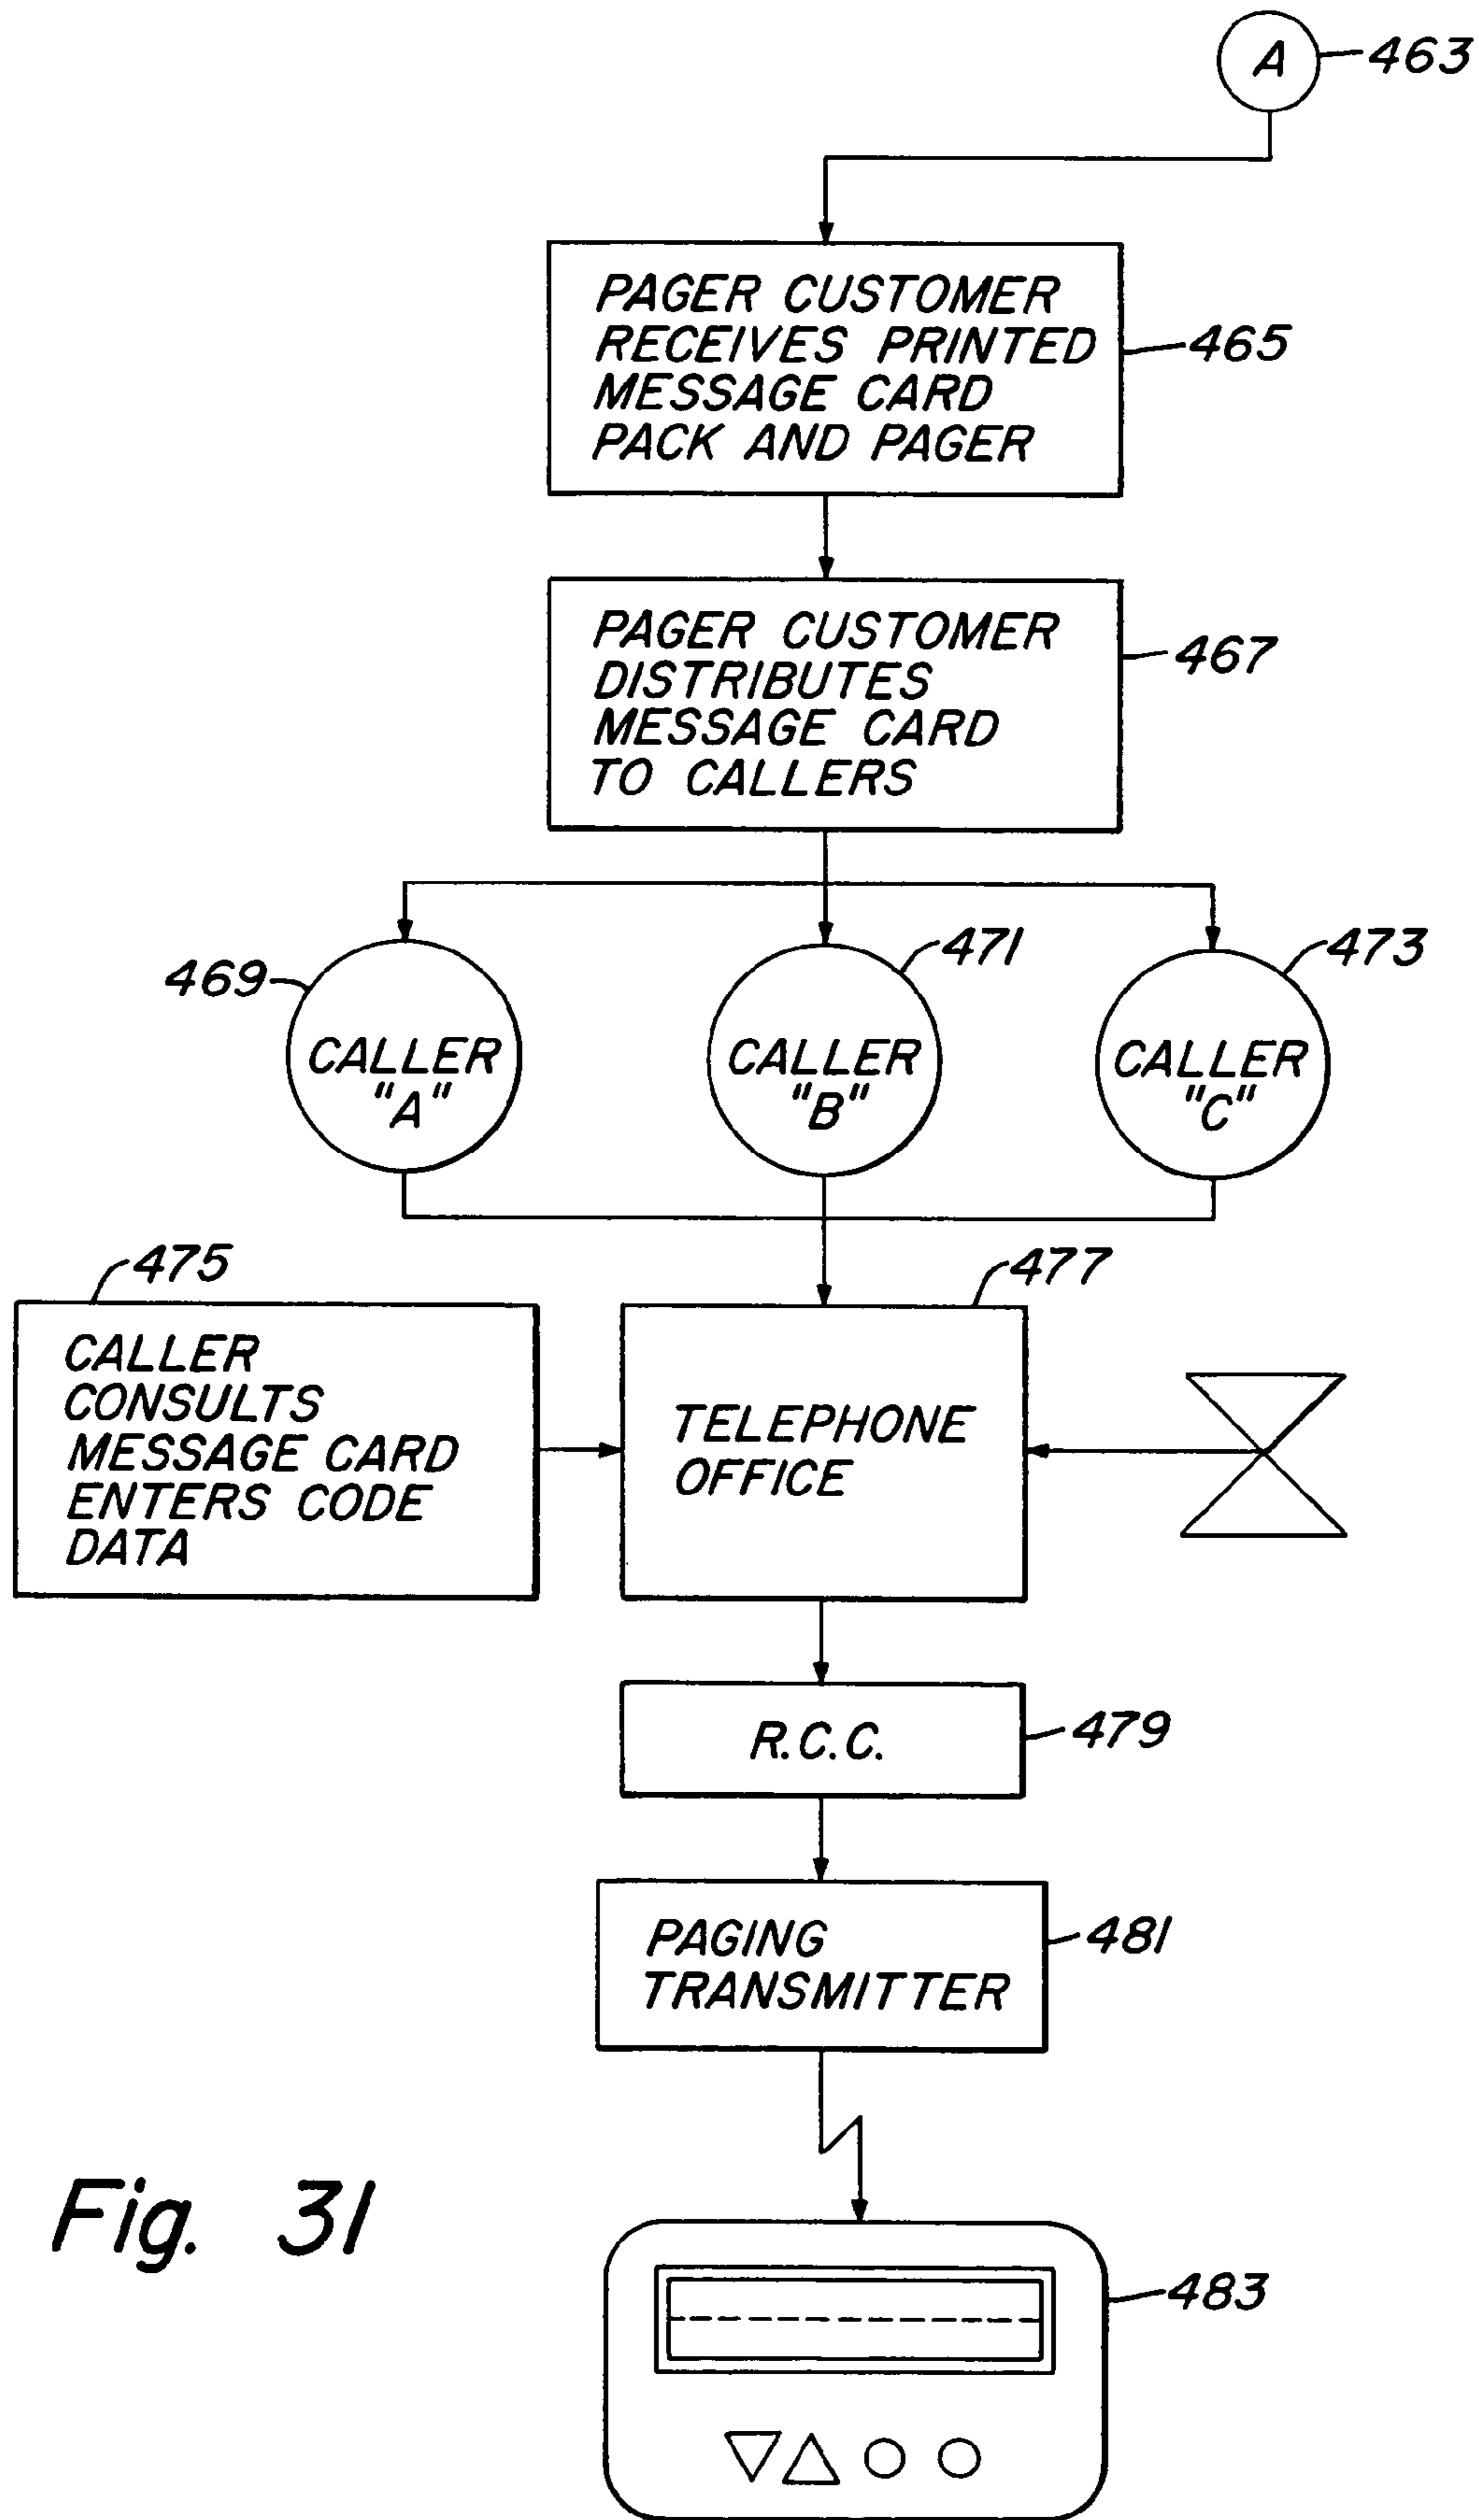 A
463
PAGER CUSTOMER
RECEIVES PRINTED
MESSAGE CARD
PACK AND PAGER
465
PAGER CUSTOMER
DISTRIBUTES
MESSAGE CARD
TO CALLERS
467
469
CALLER
"A"
471
CALLER
"B"
473
CALLER
"C"
475
CALLER
CONSULTS
MESSAGE CARD
ENTERS CODE
DATA
477
TELEPHONE
OFFICE
R.C.C.
479
PAGING
TRANSMITTER
481
Fig. 31
483